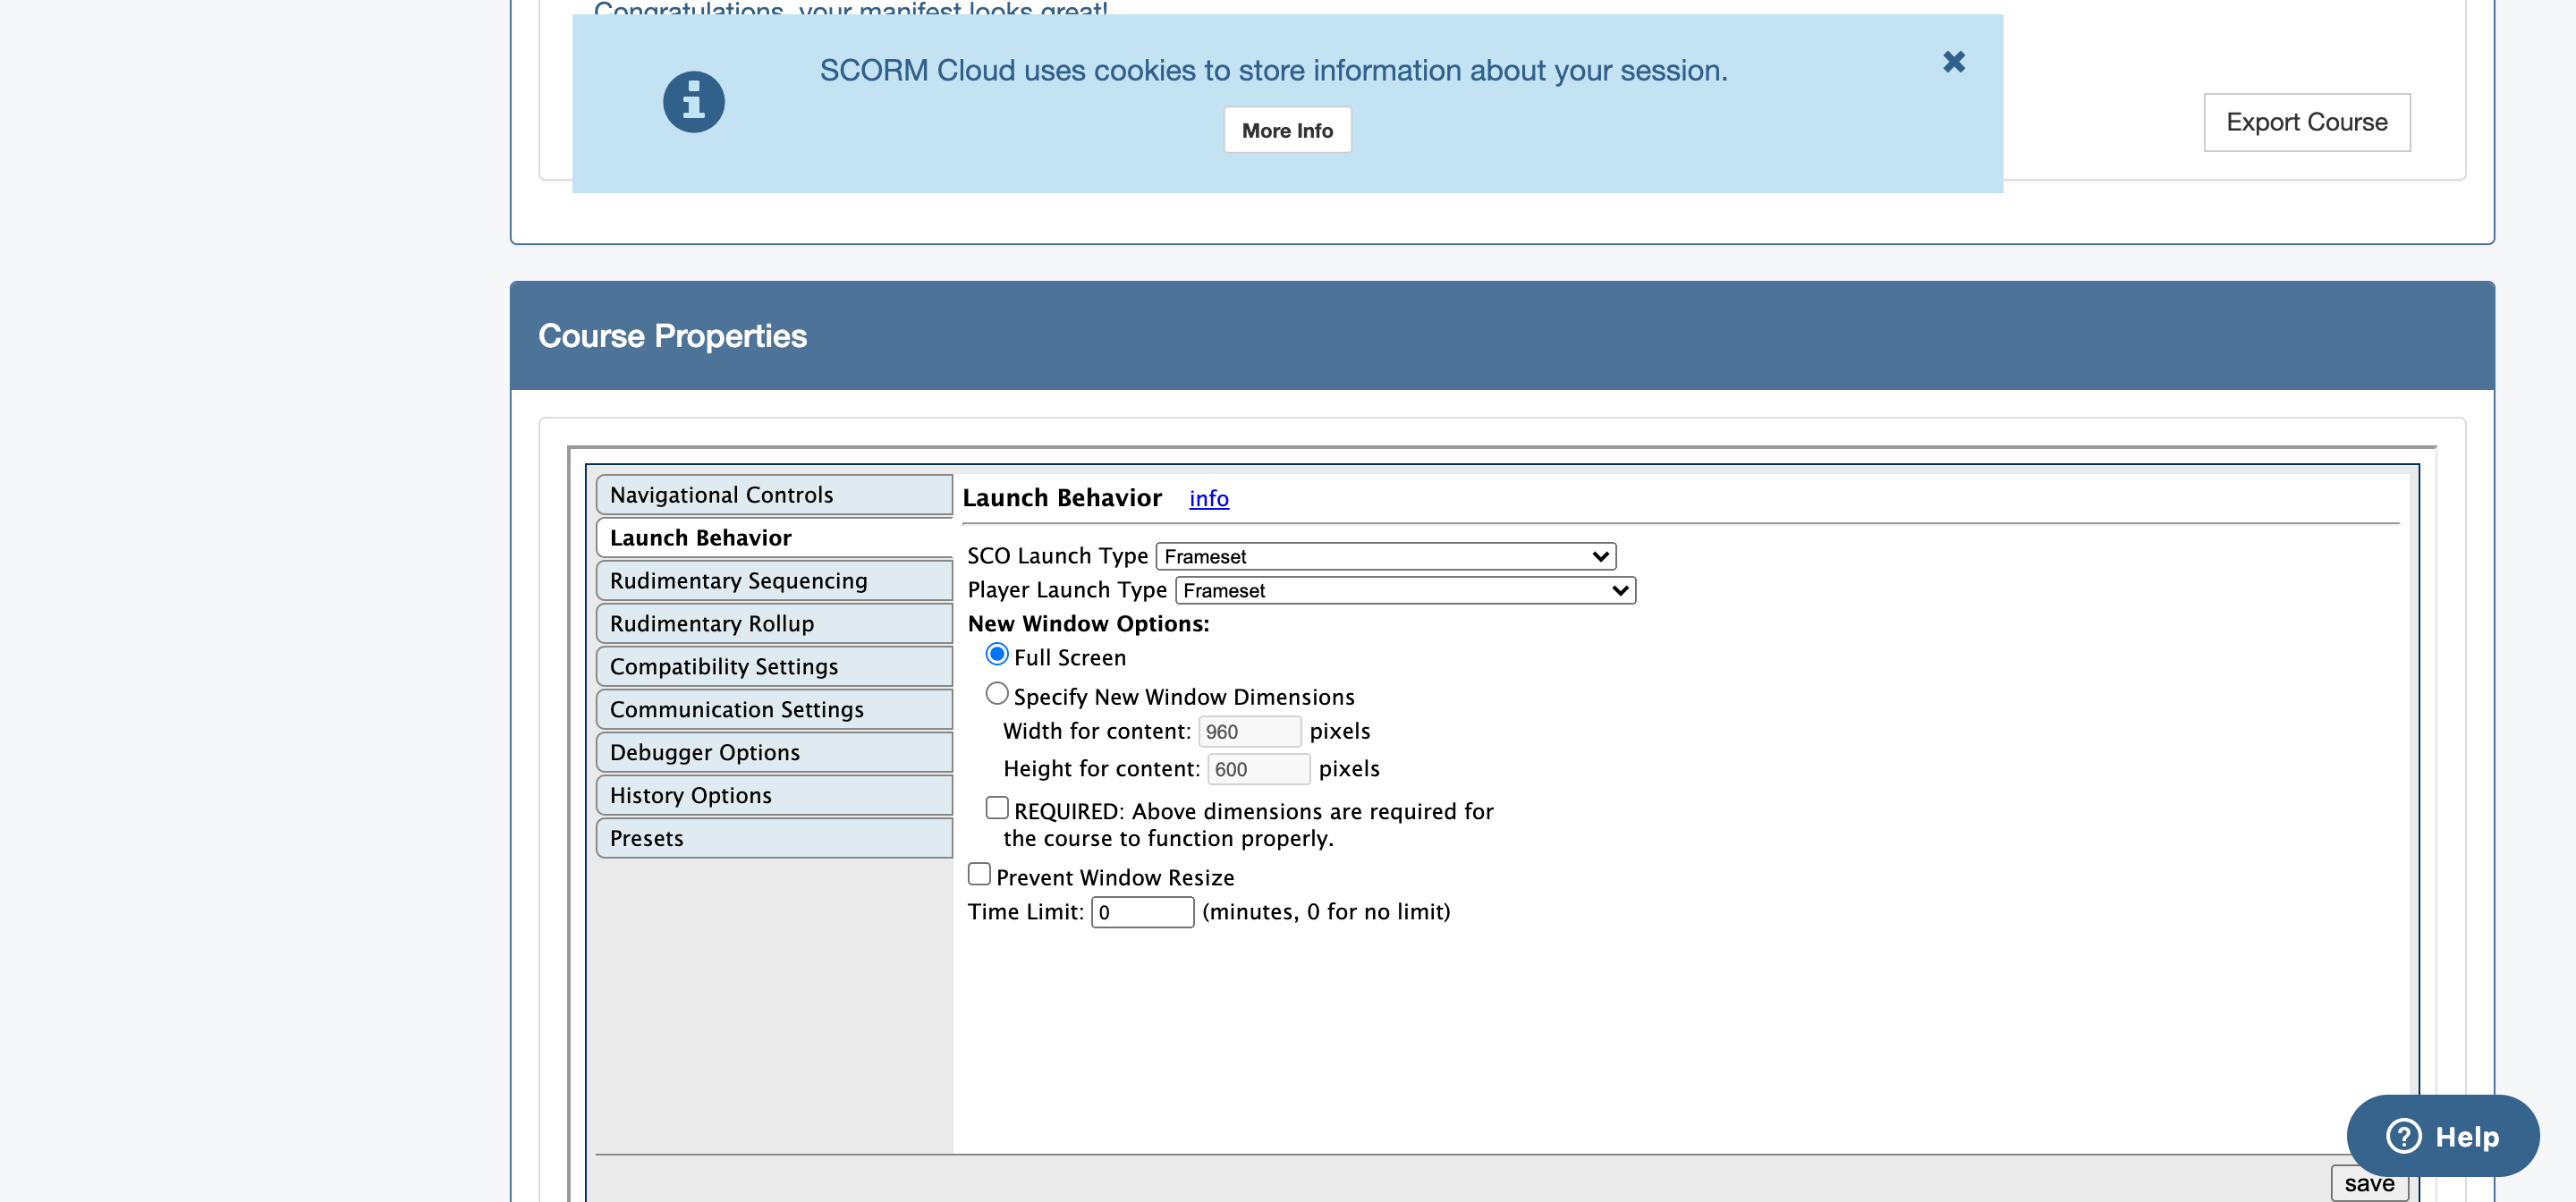 Congratulations, your manifest looks great!
SCORM Cloud uses cookies to store information about your session.
More Info
Export Course
Course Properties
Navigational Controls
Launch Behavior
Rudimentary Sequencing
Rudimentary Rollup
Compatibility Settings
Communication Settings
Debugger Options
History Options
Presets
Launch Behavior info
SCO Launch Type Frameset
Player Launch Type Frameset
New Window Options:
Full Screen
Specify New Window Dimensions
Width for content: 960 pixels
Height for content: 600 pixels
REQUIRED: Above dimensions are required for
the course to function properly.
Prevent Window Resize
Time Limit: 0 (minutes, 0 for no limit)
Help
save